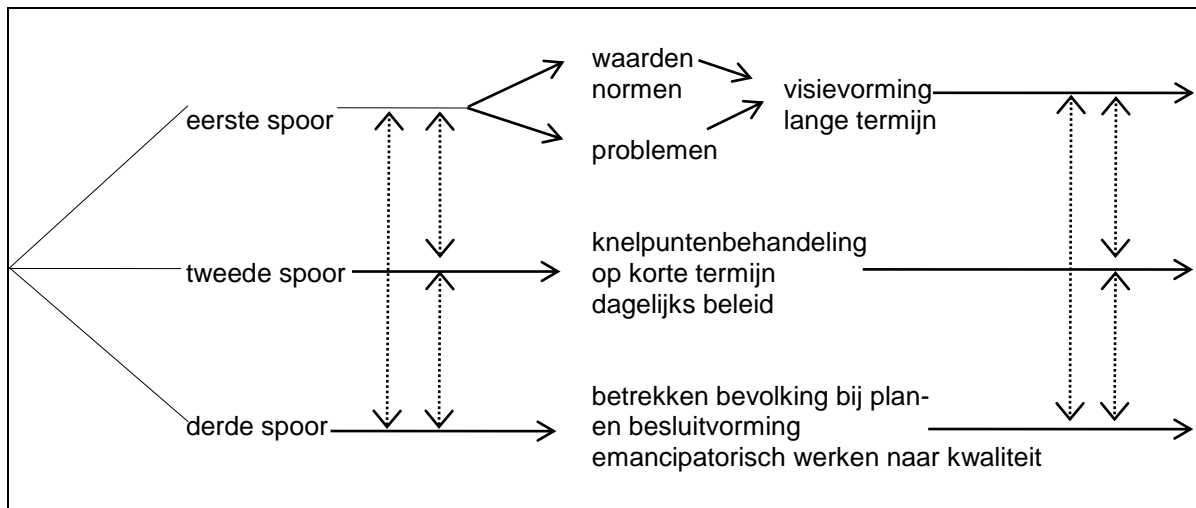 eerste spoor
waarden
normen
problemen
visievorming
lange termijn
tweede spoor
knelpuntenbehandeling
op korte termijn
dagelijks beleid
derde spoor
betrekken bevolking bij plan-
en besluitvorming
emancipatorisch werken naar kwaliteit